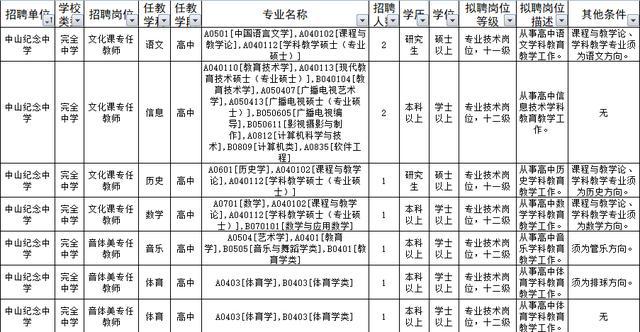 招聘单位 学校类型 招聘岗位 任教学科 任教学段 专业名称 招聘人数 学历 学位 拟聘岗位等级 拟聘岗位描述 其他条件
中山纪念中学 完全中学 文化课专任教师 语文 高中 A0501[中国语言文学],A040102[课程与教学论],A040112[学科教学硕士（专业硕士）] 2 研究生 硕士以上 专业技术岗位，十一级 从事高中语文学科教育教学工作。 课程与教学论、学科教学专业须为语文方向。
中山纪念中学 完全中学 文化课专任教师 信息 高中 A040110[教育技术学],A040113[现代教育技术硕士（专业硕士）],B040104[教育技术学],A050407[广播电视艺术学],A050413[广播电视硕士（专业硕士）],B050605[广播电视编导],B050611[影视摄影与制作],A0812[计算机科学与技术],B0809[计算机类],A0835[软件工程] 2 本科以上 学士以上 专业技术岗位，十二级 从事高中信息技术学科教育教学工作。 无
中山纪念中学 完全中学 文化课专任教师 历史 高中 A0601[历史学],A040102[课程与教学论],A040112[学科教学硕士（专业硕士）] 1 研究生 硕士以上 专业技术岗位，十一级 从事高中历史学科教育教学工作。 课程与教学论、学科教学专业须为历史方向。
中山纪念中学 完全中学 文化课专任教师 数学 高中 A0701[数学],A040102[课程与教学论],A040112[学科教学硕士（专业硕士）],B070101[数学与应用数学] 1 本科以上 学士以上 专业技术岗位，十二级 从事高中数学学科教育教学工作。 课程与教学论、学科教学专业须为数学方向。
中山纪念中学 完全中学 音体美专任教师 音乐 高中 A0504[艺术学],A0401[教育学],B0505[音乐与舞蹈学类],B0401[教育学类] 1 本科以上 学士以上 专业技术岗位，十二级 从事高中音乐学科教育教学工作。 须为管乐方向。
中山纪念中学 完全中学 音体美专任教师 体育 高中 A0403[体育学],B0403[体育学类] 1 本科以上 学士以上 专业技术岗位，十二级 从事高中体育学科教育教学工作。 须为排球方向。
中山纪念中学 完全中学 音体美专任教师 体育 高中 A0403[体育学],B0403[体育学类] 1 本科以上 学士以上 专业技术岗位，十二级 从事高中体育学科教育教学工作。 无